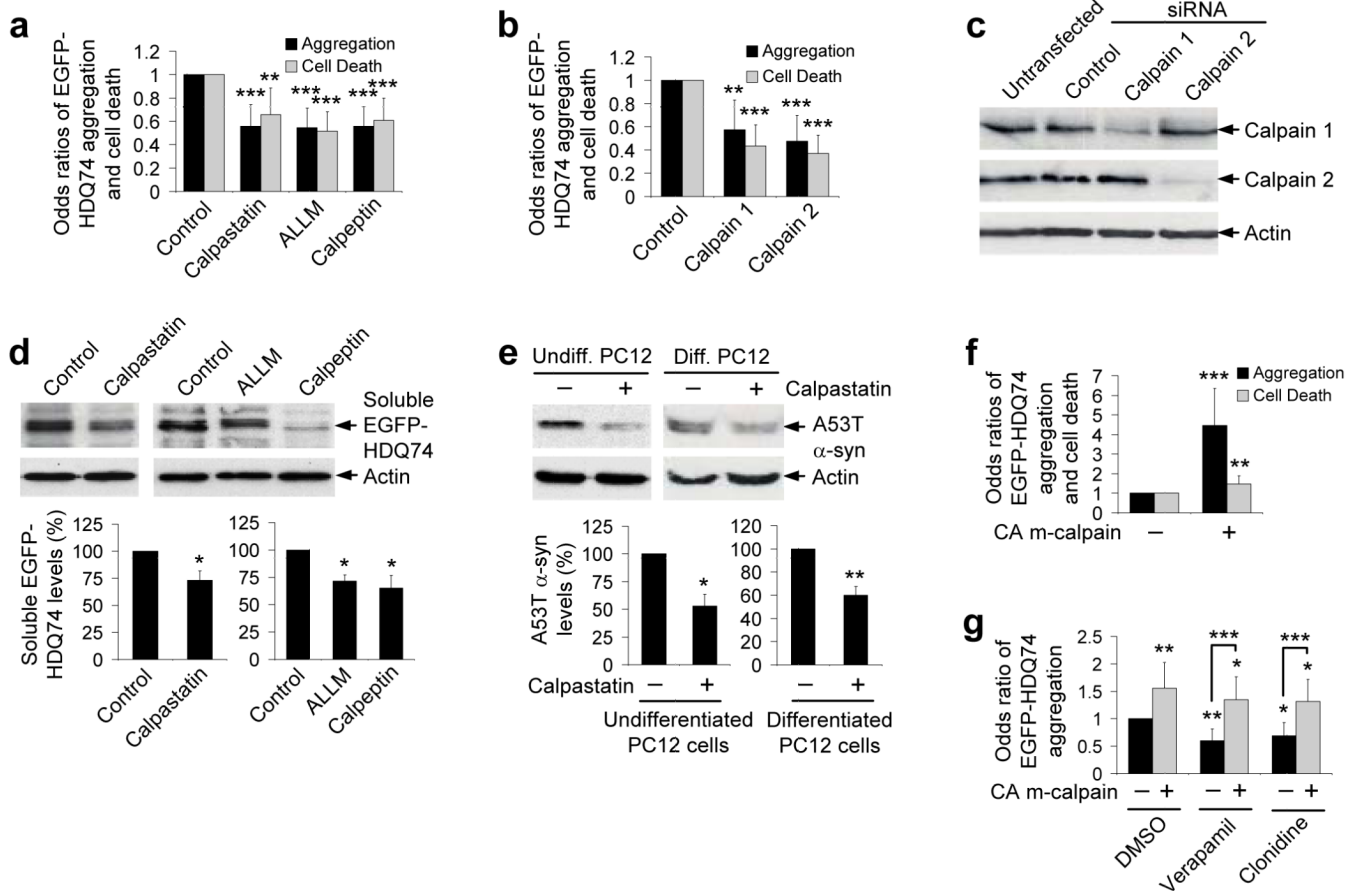 a
Odds ratios of EGFP-
HDQ74 aggregation
and cell death
1.2
1
0.8
0.6
0.4
0.2
0
Aggregation
Cell Death
*** ** *** *** *** ***
Control
Calpastatin
ALLM
Calpeptin
b
Odds ratios of EGFP-
HDQ74 aggregation
and cell death
1.2
1
0.8
0.6
0.4
0.2
0
Aggregation
Cell Death
** *** *** ***
Control
Calpain 1
Calpain 2
c
siRNA
Untransfected
Control
Calpain 1
Calpain 2
Calpain 1
Calpain 2
Actin
d
Control
Calpastatin
Control
ALLM
Calpeptin
Soluble
EGFP-
HDQ74
Actin
Soluble EGFP-
HDQ74 levels (%)
125
100
75
50
25
0
*
Control
Calpastatin
125
100
75
50
25
0
* *
Control
ALLM
Calpeptin
e
Undiff. PC12 Diff. PC12
– + – + Calpastatin
A53T
α-syn
Actin
A53T α-syn
levels (%)
125
100
75
50
25
0
*
120
100
80
60
40
20
0
**
Calpastatin – + – +
Undifferentiated
PC12 cells
Differentiated
PC12 cells
f
Odds ratios of
EGFP-HDQ74
aggregation
and cell death
7
6
5
4
3
2
1
0
Aggregation
Cell Death
*** **
CA m-calpain – +
g
Odds ratio of
EGFP-HDQ74
aggregation
2.5
2
1.5
1
0.5
0
** *** ** * *** * *
CA m-calpain – + – + – +
DMSO
Verapamil
Clonidine